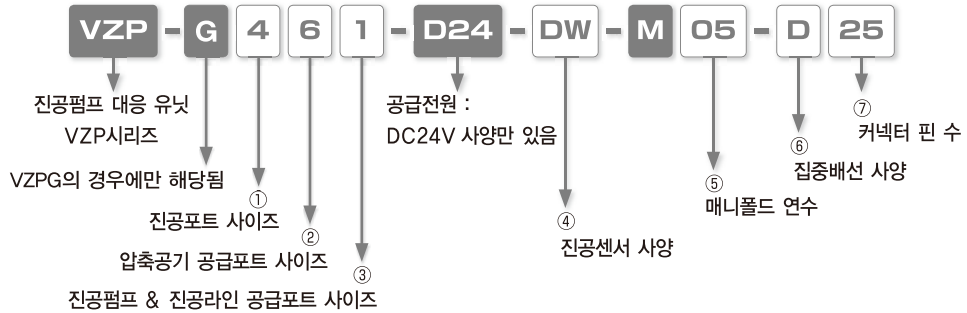 VZP - G 4 6 1 - D24 - DW - M 05 - D 25
진공펌프 대응 유닛
VZP시리즈
공급전원 :
DC24V 사양만 있음
⑦
커넥터 핀 수
⑥
집중배선 사양
VZPG의 경우에만 해당됨
⑤
매니폴드 연수
①
진공포트 사이즈
④
진공센서 사양
②
압축공기 공급포트 사이즈
③
진공펌프 & 진공라인 공급포트 사이즈